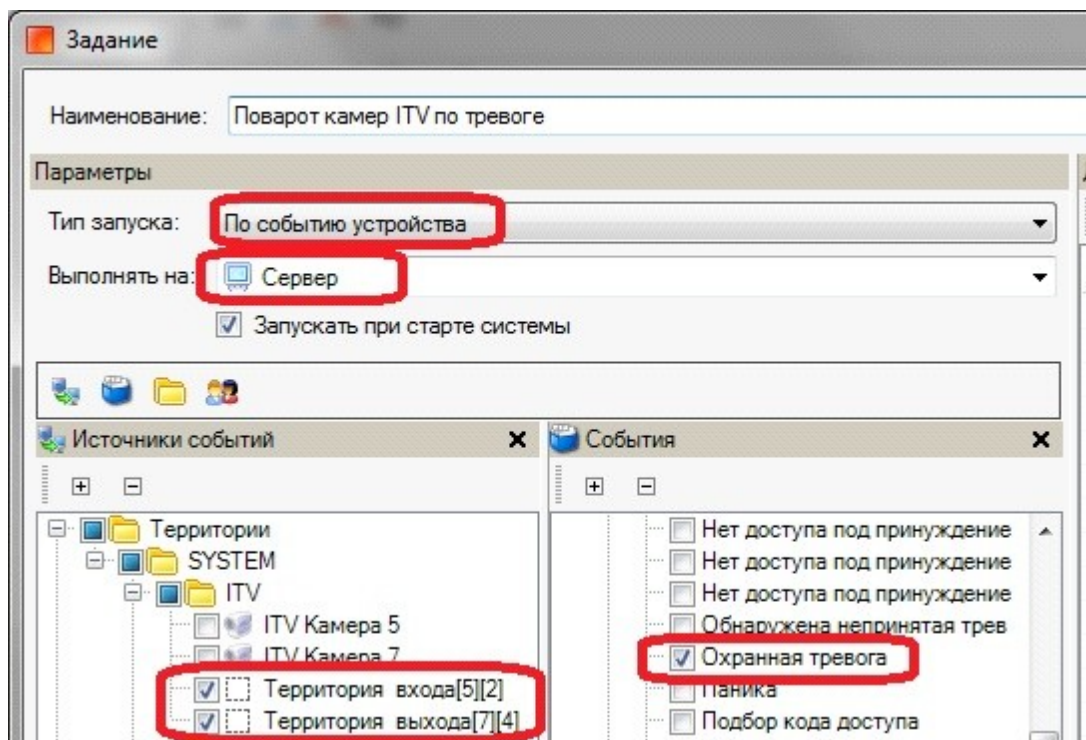 Задание
Наименование: Поварот камер ITV по тревоге
Параметры
Тип запуска: По событию устройства
Выполнять на: Сервер
Запускать при старте системы
Источники событий
События
Территории
SYSTEM
ITV
ITV Камера 5
ITV Камера 7
Территория входа[5][2]
Территория выхода[7][4]
Нет доступа под принуждение
Нет доступа под принуждение
Нет доступа под принуждение
Обнаружена непринятая трев
Охранная тревога
Паника
Подбор кода доступа